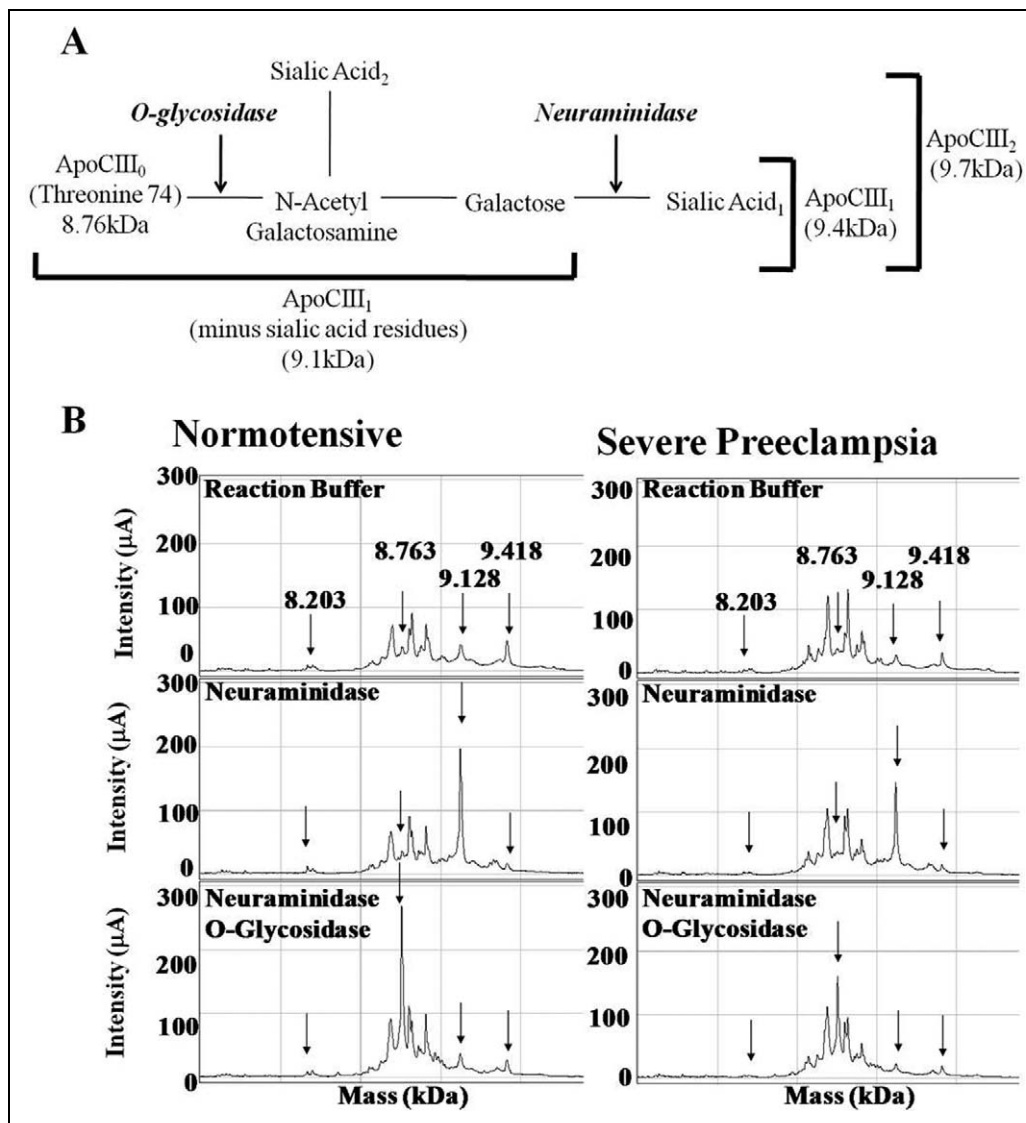 A
Sialic Acid2
O-glycosidase
Neuraminidase
ApoCIII0
(Threonine 74)
8.76kDa
N-Acetyl
Galactosamine
Galactose
Sialic Acid1
ApoCIII1
(9.4kDa)
ApoCIII2
(9.7kDa)
ApoCIII1
(minus sialic acid residues)
(9.1kDa)
B
Normotensive
Severe Preeclampsia
Intensity (μA)
300
200
100
0
Reaction Buffer
8.203
8.763
9.128
9.418
300
200
100
0
Reaction Buffer
8.203
8.763
9.128
9.418
Intensity (μA)
300
200
100
0
Neuraminidase
300
200
100
0
Neuraminidase
Intensity (μA)
300
200
100
0
Neuraminidase
O-Glycosidase
300
200
100
0
Neuraminidase
O-Glycosidase
Mass (kDa)
Mass (kDa)